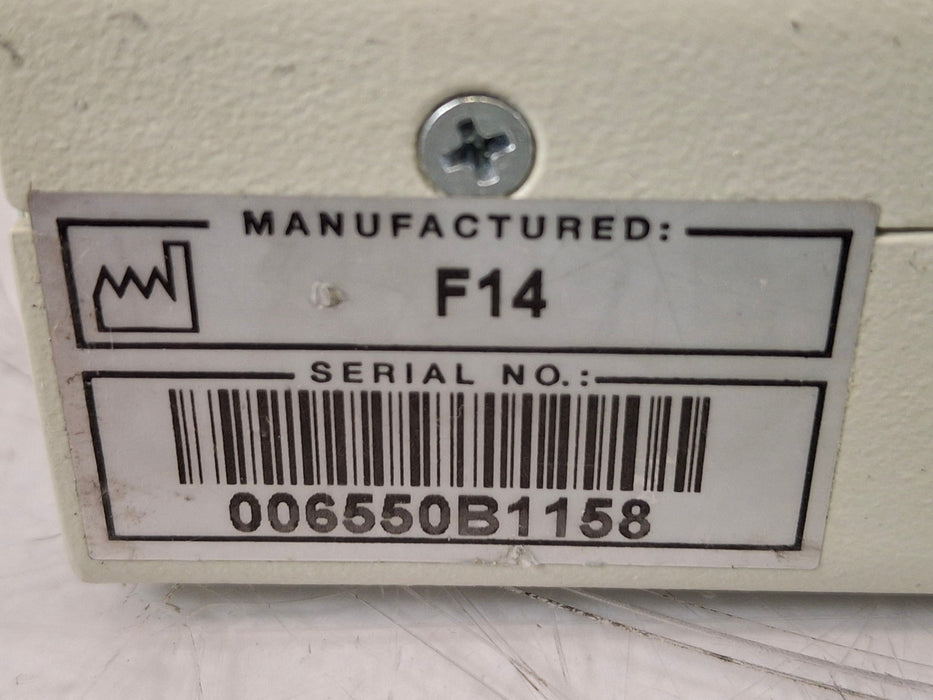 MANUFACTURED:
F14
SERIAL NO.:
006550B1158